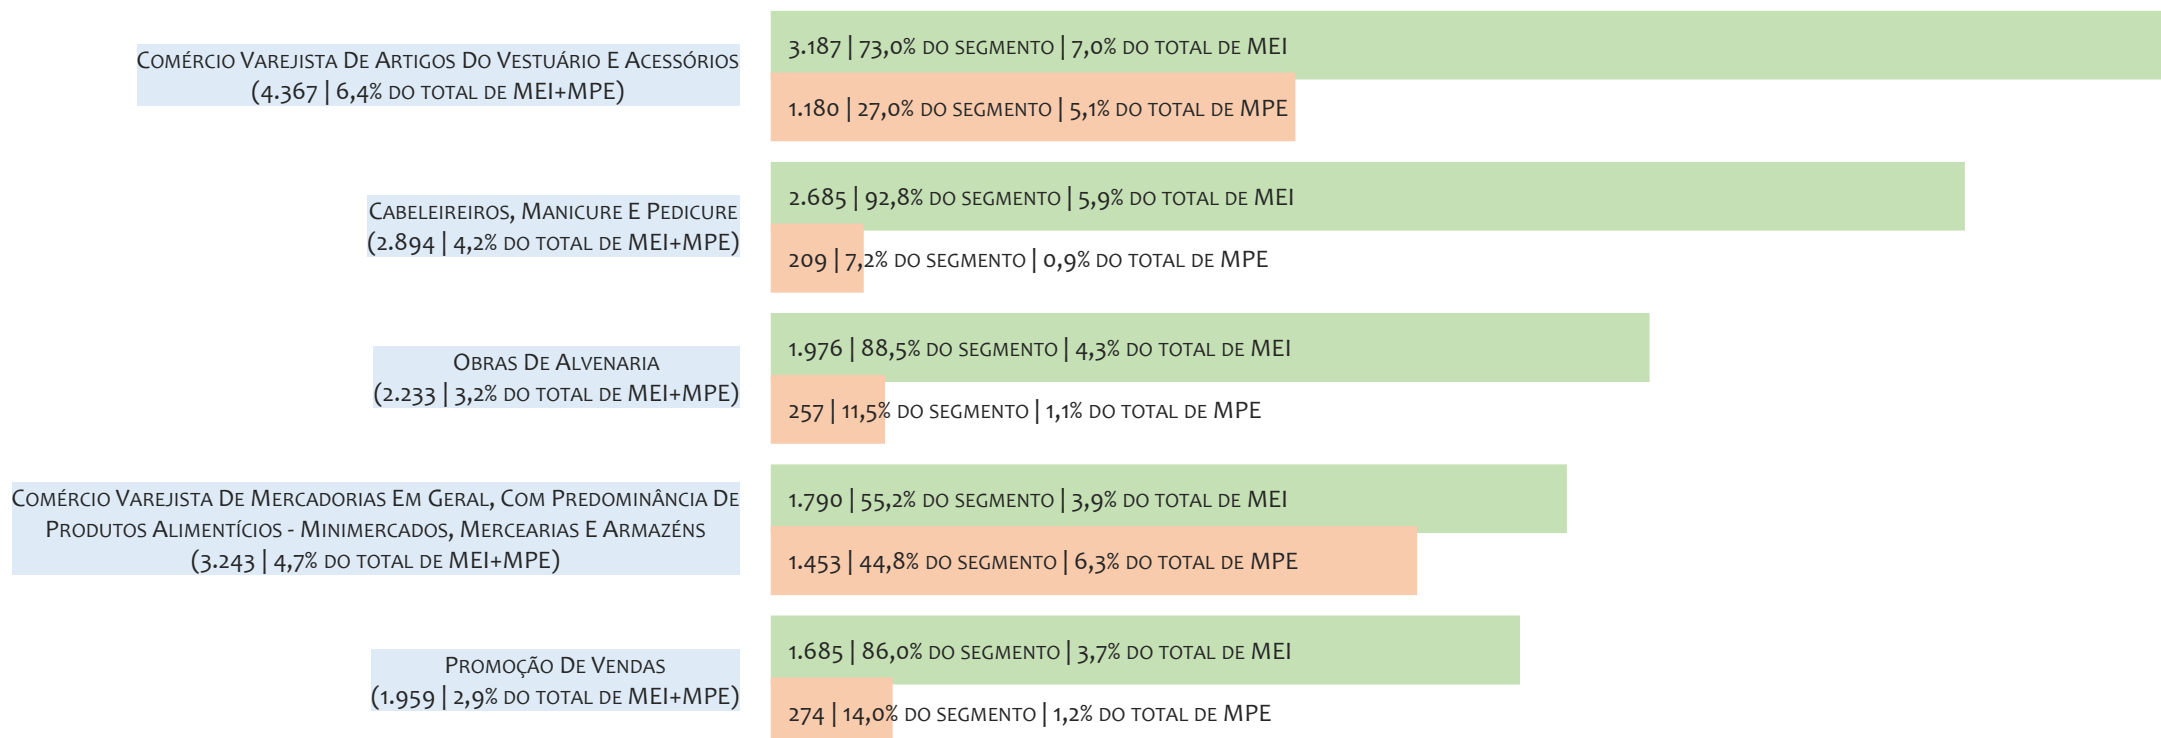 Comércio Varejista De Artigos Do Vestuário E Acessórios
(4.367 | 6,4% do total de MEI+MPE)
3.187 | 73,0% do segmento | 7,0% do total de MEI
1.180 | 27,0% do segmento | 5,1% do total de MPE
Cabeleireiros, Manicure E Pedicure
(2.894 | 4,2% do total de MEI+MPE)
2.685 | 92,8% do segmento | 5,9% do total de MEI
209 | 7,2% do segmento | 0,9% do total de MPE
Obras De Alvenaria
(2.233 | 3,2% do total de MEI+MPE)
1.976 | 88,5% do segmento | 4,3% do total de MEI
257 | 11,5% do segmento | 1,1% do total de MPE
Comércio Varejista De Mercadorias Em Geral, Com Predominância De
Produtos Alimentícios - Minimercados, Mercearias E Armazéns
(3.243 | 4,7% do total de MEI+MPE)
1.790 | 55,2% do segmento | 3,9% do total de MEI
1.453 | 44,8% do segmento | 6,3% do total de MPE
Promoção De Vendas
(1.959 | 2,9% do total de MEI+MPE)
1.685 | 86,0% do segmento | 3,7% do total de MEI
274 | 14,0% do segmento | 1,2% do total de MPE